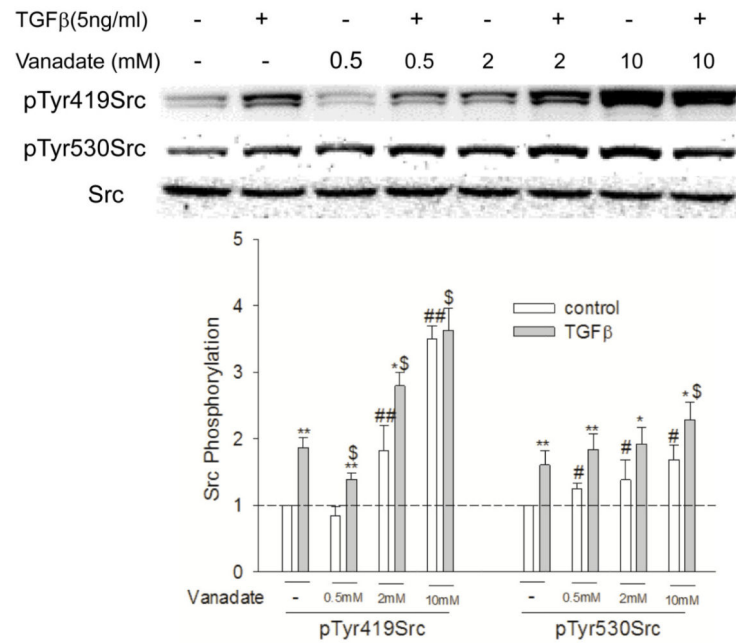 TGFβ(5ng/ml) - + - + - + - +
Vanadate (mM) - - 0.5 0.5 2 2 10 10
pTyr419Src
pTyr530Src
Src
5
4
3
2
1
0
Src Phosphorylation
control
TGFβ
** $ ** ## *$ ## $
** # ** # * # *$
Vanadate - 0.5mM 2mM 10mM - 0.5mM 2mM 10mM
pTyr419Src pTyr530Src